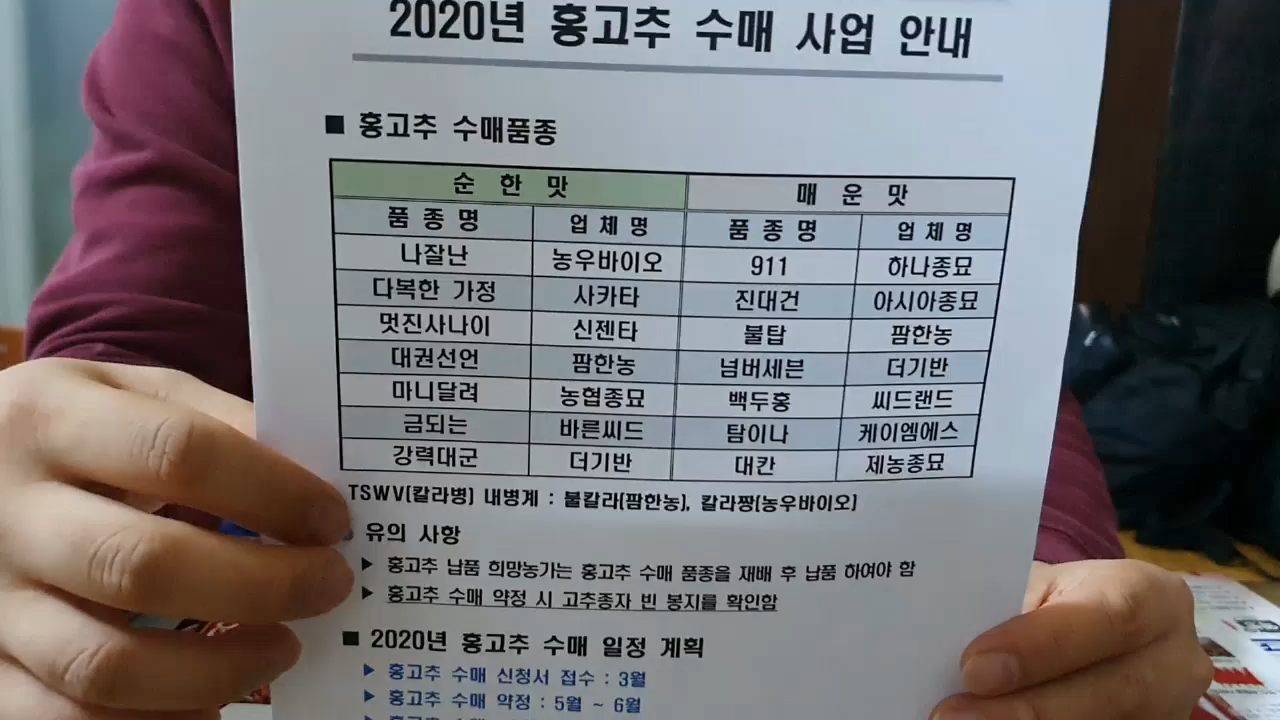 2020년 홍고추 수매 사업 안내
■ 홍고추 수매품종
순 한 맛 매 운 맛
품 종 명 업 체 명 품 종 명 업 체 명
나잘난 농우바이오 911 하나종묘
다복한 가정 사카타 진대건 아시아종묘
멋진사나이 신젠타 불탑 팜한농
대권선언 팜한농 넘버세븐 더기반
마니달려 농협종묘 백두홍 씨드랜드
금되는 바른씨드 탐이나 케이엠에스
강력대군 더기반 대칸 제농종묘
TSWV(칼라병) 내병계 : 불칼라(팜한농), 칼라짱(농우바이오)
유의 사항
▶ 홍고추 납품 희망농가는 홍고추 수매 품종을 재배 후 납품 하여야 함
▶ 홍고추 수매 약정 시 고추종자 빈 봉지를 확인함
■ 2020년 홍고추 수매 일정 계획
▶ 홍고추 수매 신청서 접수 : 3월
▶ 홍고추 수매 약정 : 5월 ~ 6월